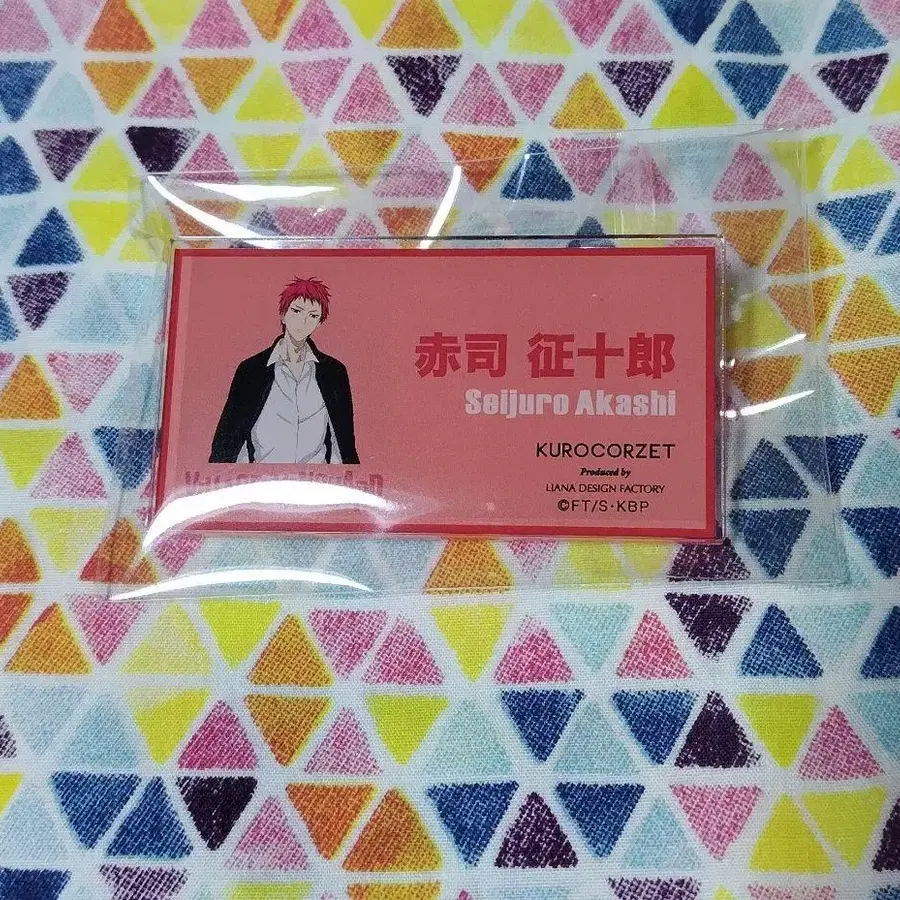 赤司 征十郎
Seijuro Akashi
KUROCORZET
Produced by
LIANA DESIGN FACTORY
©FT/S・KBP